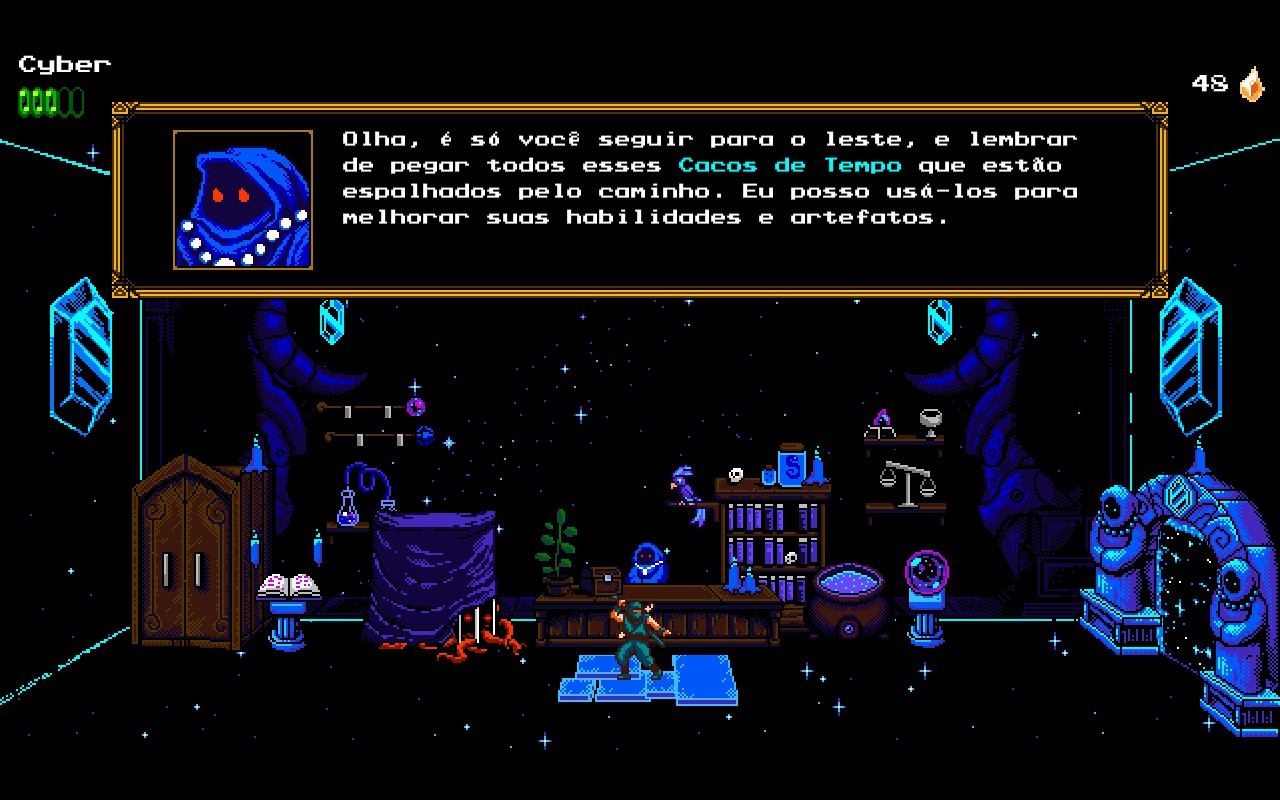 Cyber
48
Olha, é só você seguir para o leste, e lembrar
de pegar todos esses Cacos de Tempo que estão
espalhados pelo caminho. Eu posso usá-los para
melhorar suas habilidades e artefatos.